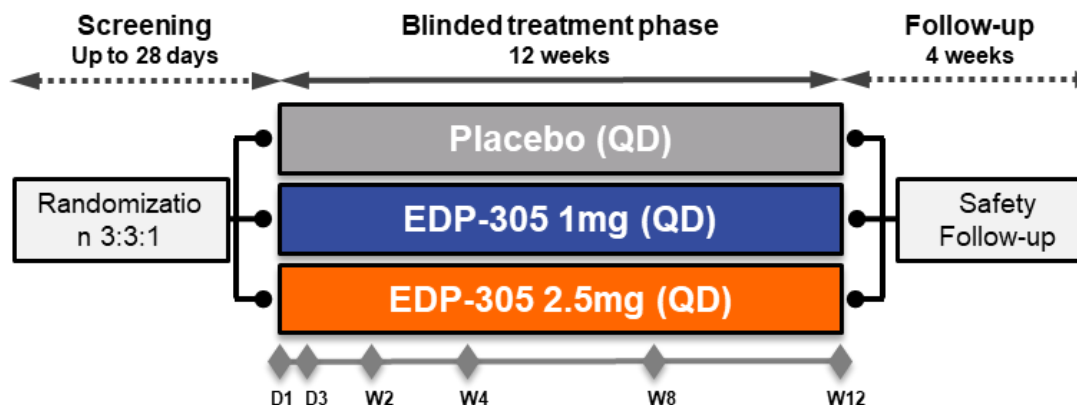 Screening
Up to 28 days
Blinded treatment phase
12 weeks
Follow-up
4 weeks
Placebo (QD)
Randomizatio
n 3:3:1
EDP-305 1mg (QD)
Safety
Follow-up
EDP-305 2.5mg (QD)
D1 D3 W2 W4 W8 W12